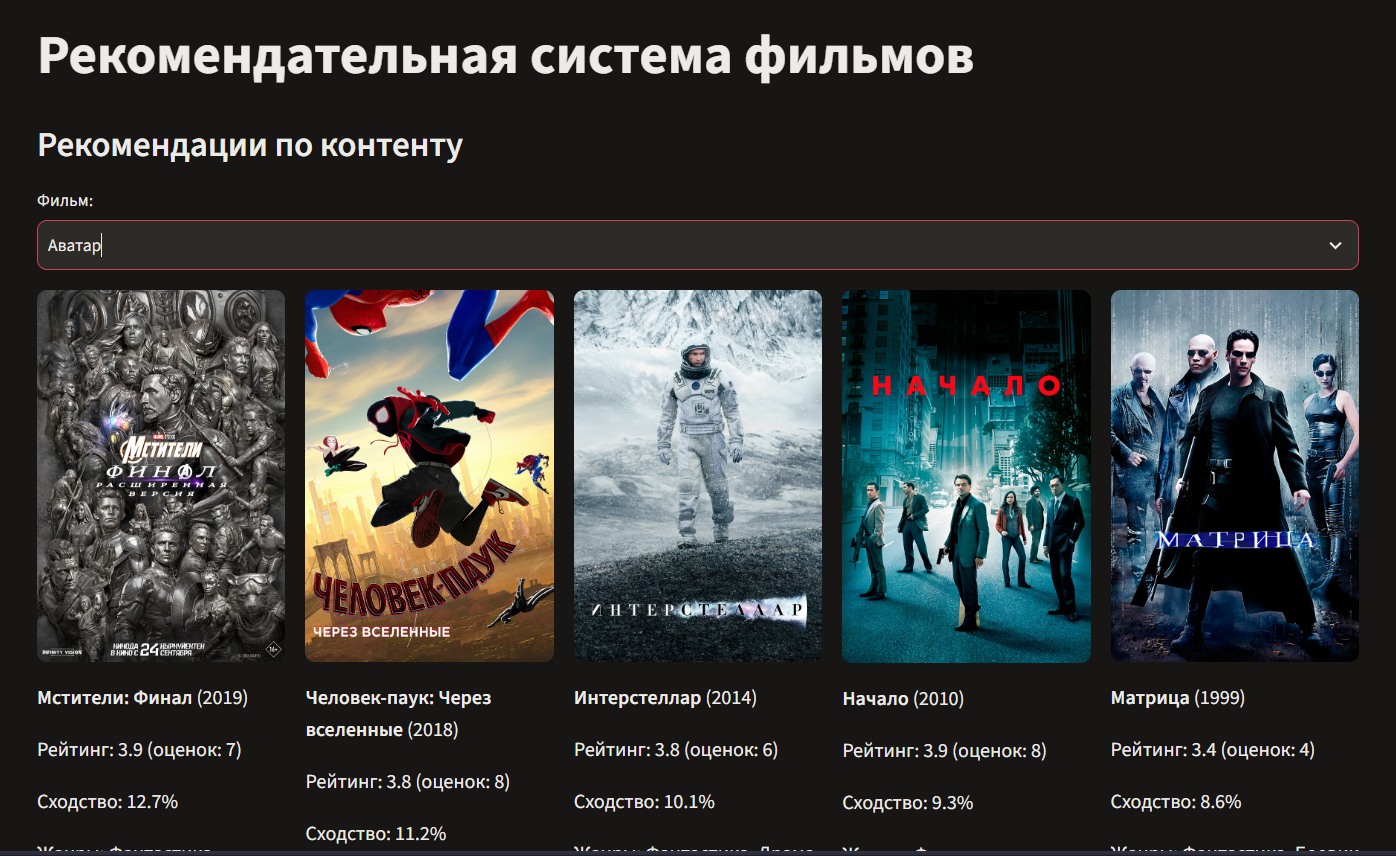 Рекомендательная система фильмов
Рекомендации по контенту
Фильм:
Аватар
Мстители
ФИНАЛ
РАСШИРЕННАЯ
ВЕРСИЯ
24
16+
ЧЕЛОВЕК-ПАУК
ЧЕРЕЗ ВСЕЛЕННЫЕ
ИНТЕРСТЕЛЛАР
НАЧАЛО
МАТРИЦА
Мстители: Финал (2019)
Рейтинг: 3.9 (оценок: 7)
Сходство: 12.7%
Человек-паук: Через
вселенные (2018)
Рейтинг: 3.8 (оценок: 8)
Сходство: 11.2%
Интерстеллар (2014)
Рейтинг: 3.8 (оценок: 6)
Сходство: 10.1%
Начало (2010)
Рейтинг: 3.9 (оценок: 8)
Сходство: 9.3%
Матрица (1999)
Рейтинг: 3.4 (оценок: 4)
Сходство: 8.6%